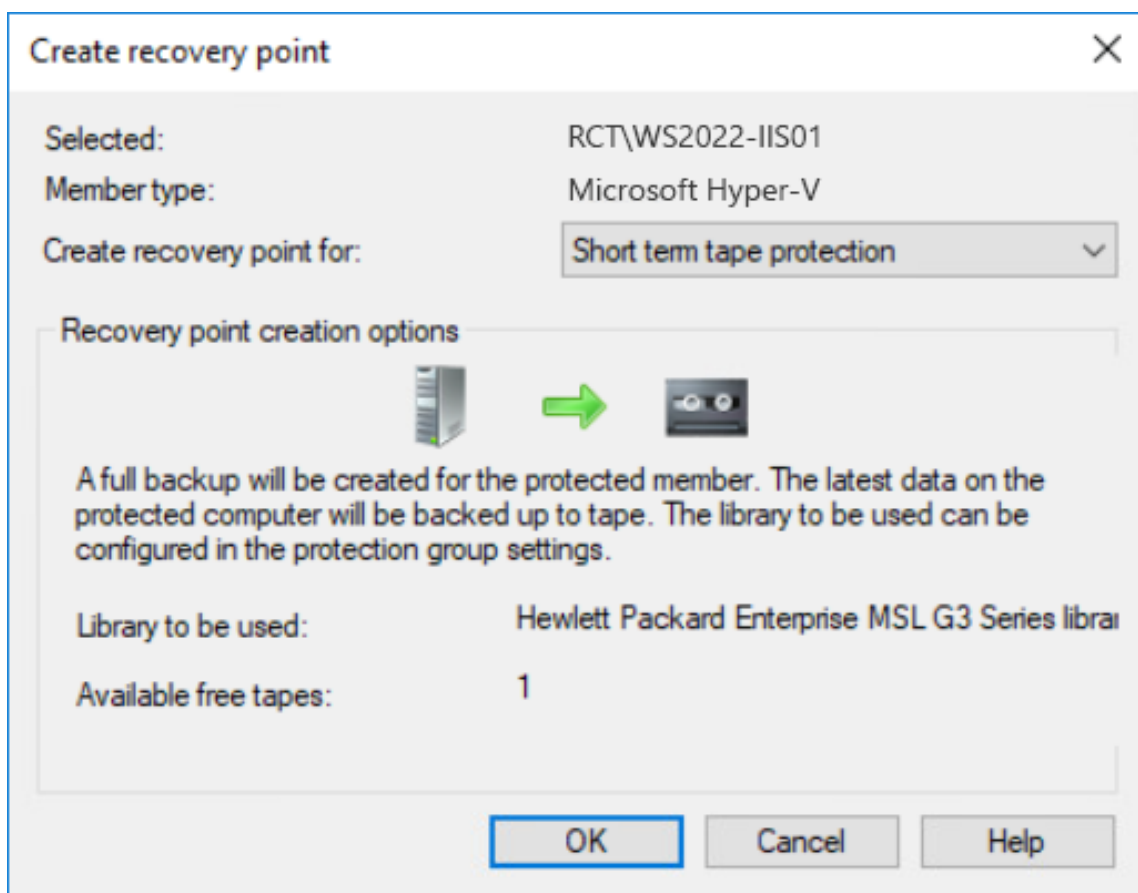 Create recovery point
Selected: RCT\WS2022-IIS01
Member type: Microsoft Hyper-V
Create recovery point for: Short term tape protection
Recovery point creation options
A full backup will be created for the protected member. The latest data on the
protected computer will be backed up to tape. The library to be used can be
configured in the protection group settings.
Library to be used: Hewlett Packard Enterprise MSL G3 Series librar
Available free tapes: 1
OK Cancel Help